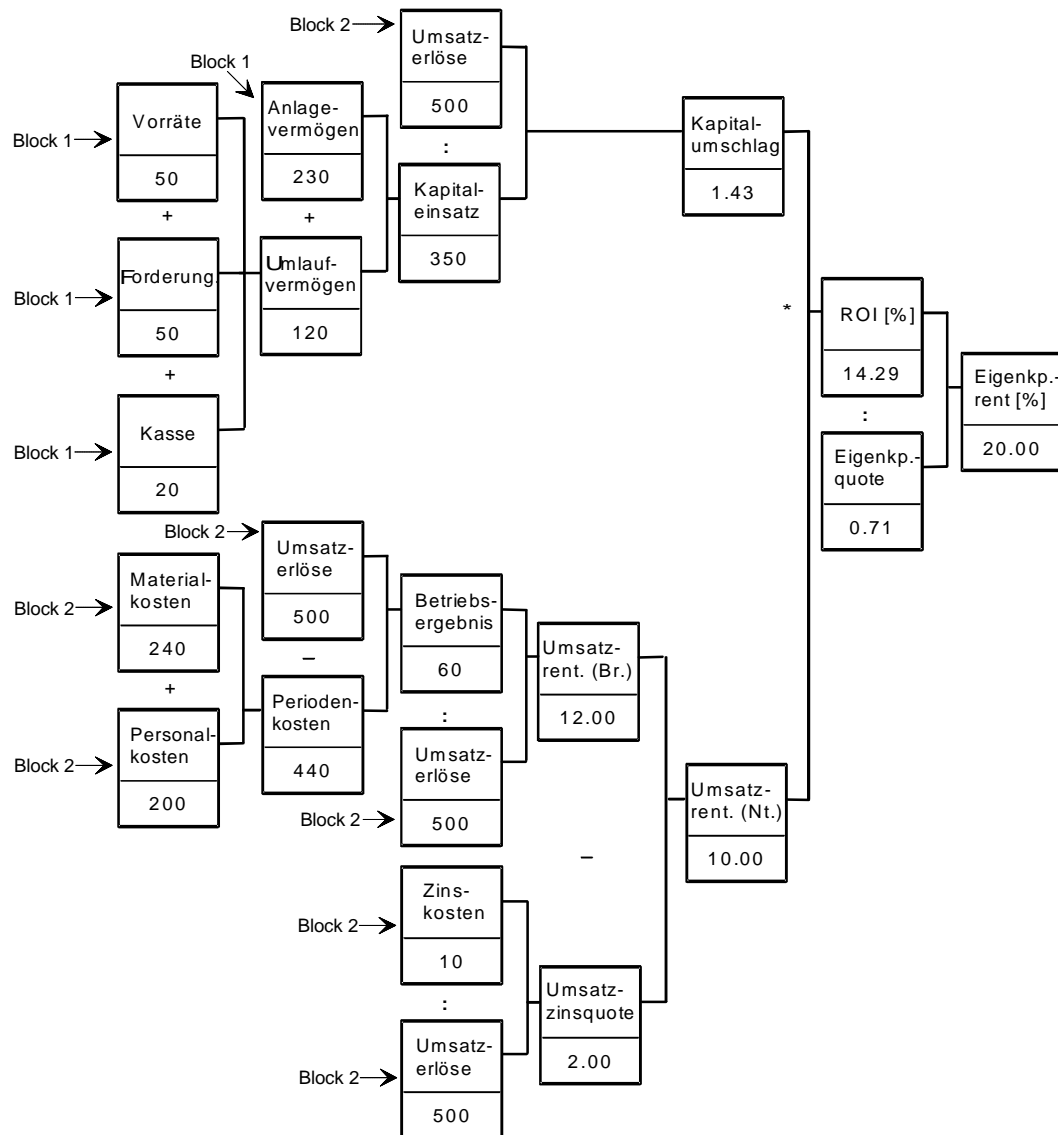 Block 2
Umsatz-
erlöse
500
:
Block 1
Anlage-
vermögen
230
+
Block 1
Vorräte
50
+
Kapital-
umschlag
1.43
Kapital-
einsatz
350
Block 1
Forderung.
50
+
Umlauf-
vermögen
120
*
ROI [%]
14.29
:
Eigenkp.-
rent [%]
20.00
Block 1
Kasse
20
Eigenkp.-
quote
0.71
Block 2
Umsatz-
erlöse
500
–
Block 2
Material-
kosten
240
+
Betriebs-
ergebnis
60
:
Umsatz-
rent. (Br.)
12.00
Block 2
Personal-
kosten
200
Perioden-
kosten
440
Umsatz-
erlöse
500
Block 2
–
Umsatz-
rent. (Nt.)
10.00
Block 2
Zins-
kosten
10
:
Umsatz-
zinsquote
2.00
Block 2
Umsatz-
erlöse
500